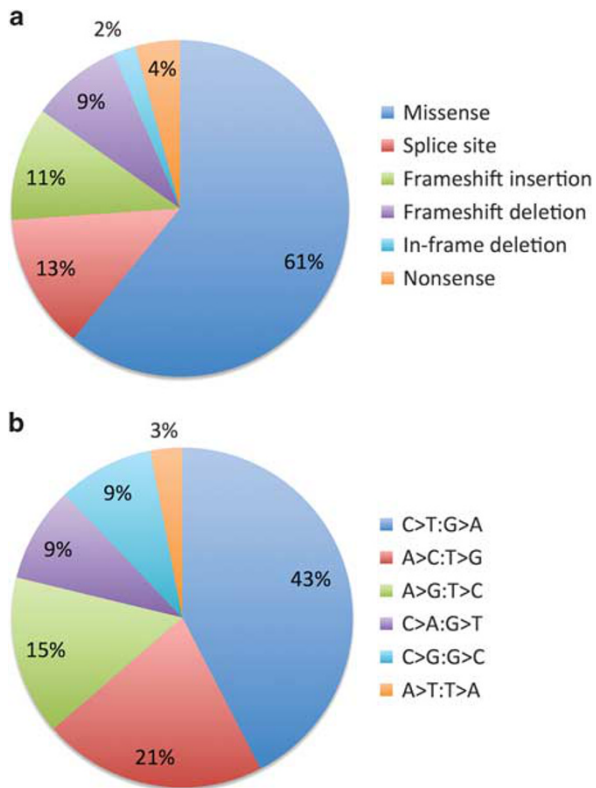 a
2%
4%
9%
11%
13%
61%
Missense
Splice site
Frameshift insertion
Frameshift deletion
In-frame deletion
Nonsense
b
3%
9%
9%
43%
15%
21%
C>T:G>A
A>C:T>G
A>G:T>C
C>A:G>T
C>G:G>C
A>T:T>A